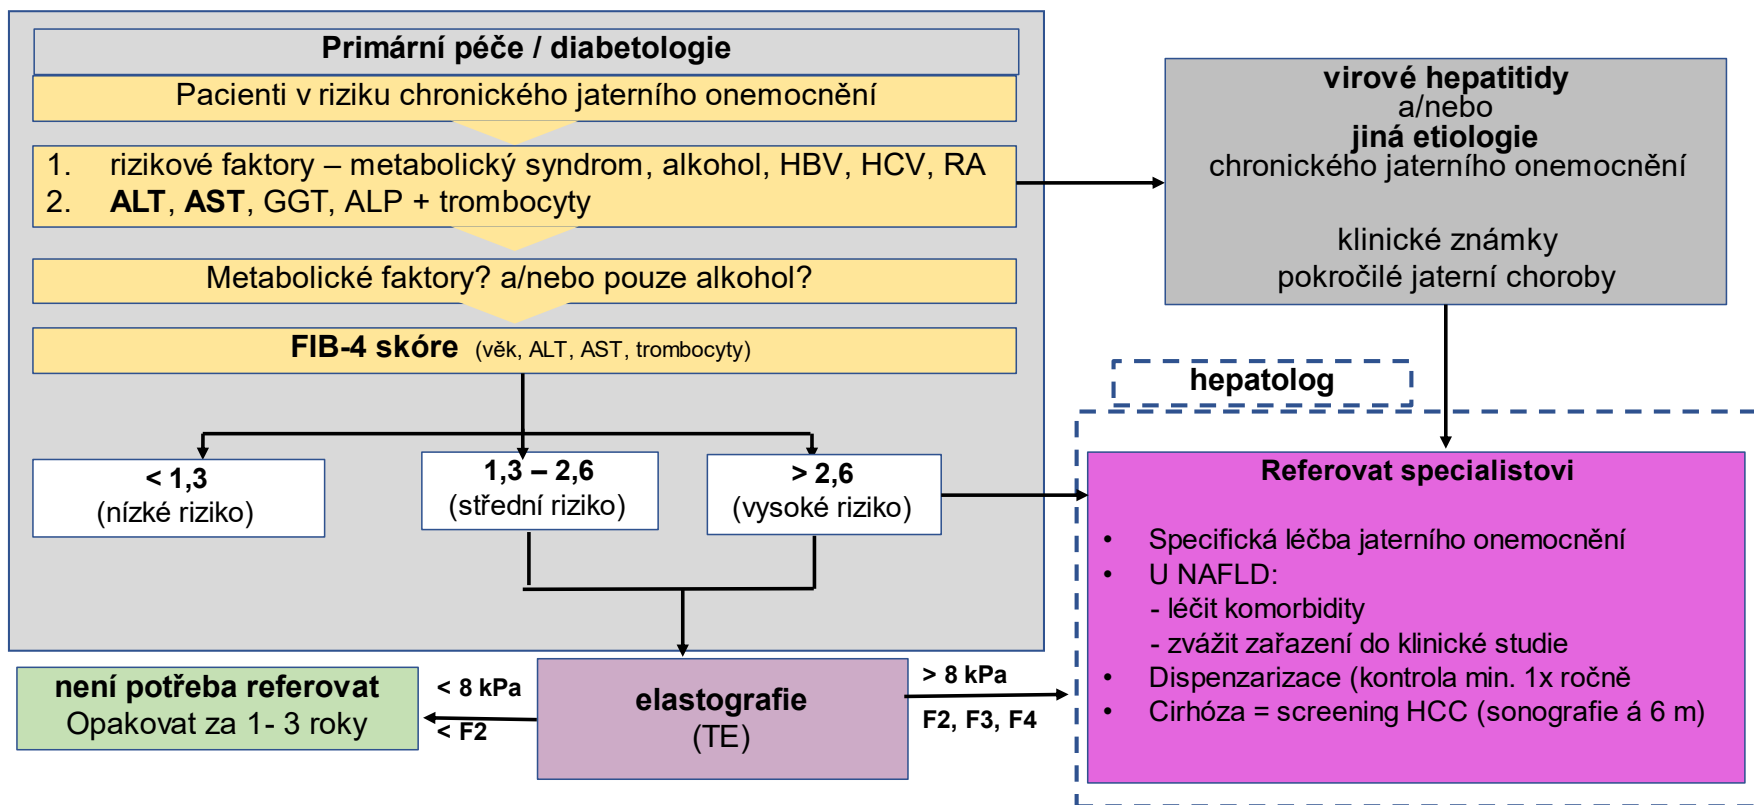 Primární péče / diabetologie
Pacienti v riziku chronického jaterního onemocnění
1. rizikové faktory – metabolický syndrom, alkohol, HBV, HCV, RA
2. ALT, AST, GGT, ALP + trombocyty
Metabolické faktory? a/nebo pouze alkohol?
FIB-4 skóre (věk, ALT, AST, trombocyty)
< 1,3
(nízké riziko)
1,3 – 2,6
(střední riziko)
> 2,6
(vysoké riziko)
virové hepatitidy
a/nebo
jiná etiologie
chronického jaterního onemocnění
klinické známky
pokročilé jaterní choroby
hepatolog
Referovat specialistovi
• Specifická léčba jaterního onemocnění
• U NAFLD:
- léčit komorbidity
- zvážit zařazení do klinické studie
• Dispenzarizace (kontrola min. 1x ročně
• Cirhóza = screening HCC (sonografie á 6 m)
není potřeba referovat
Opakovat za 1- 3 roky
< 8 kPa
< F2
elastografie
(TE)
> 8 kPa
F2, F3, F4